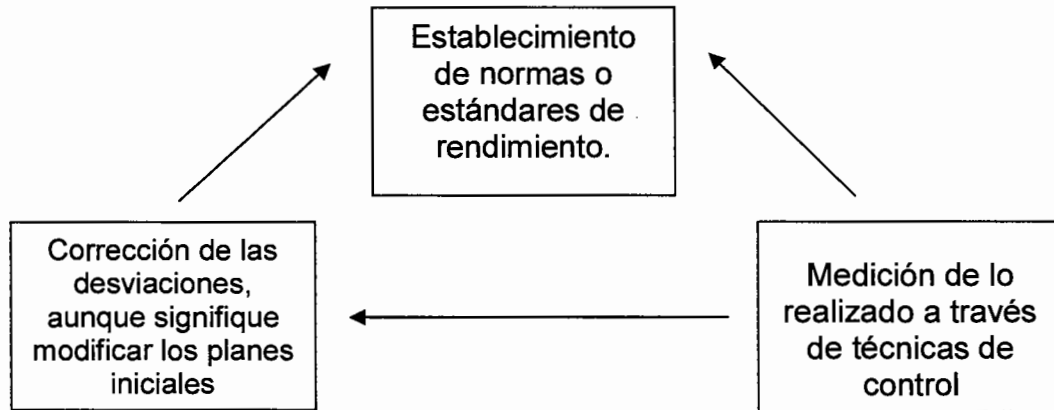 Establecimiento
de normas o
estándares de
rendimiento.
Corrección de las
desviaciones,
aunque signifique
modificar los planes
iniciales
Medición de lo
realizado a través
de técnicas de
control